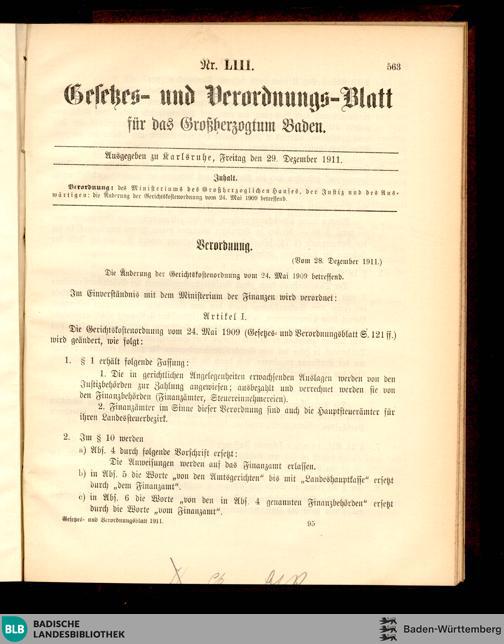 Nr. LIII. 563
Gesetzes- und Verordnungs-Blatt
für das Großherzogtum Baden.
Ausgegeben zu Karlsruhe, Freitag den 29. Dezember 1911.
Inhalt.
Verordnung: des Ministeriums des Großherzoglichen Hauses, der Justiz und des Aus-
wärtigen: die Änderung der Gerichtskostenordnung vom 24. Mai 1909 betreffend.
Verordnung.
(Vom 28. Dezember 1911.)
Die Änderung der Gerichtskostenordnung vom 24. Mai 1909 betreffend.
Im Einverständnis mit dem Ministerium der Finanzen wird verordnet:
Artikel I.
Die Gerichtskostenordnung vom 24. Mai 1909 (Gesetzes- und Verordnungsblatt S. 121 ff.)
wird geändert, wie folgt:
1. § 1 erhält folgende Fassung:
1. Die in gerichtlichen Angelegenheiten erwachsenden Auslagen werden von den
Justizbehörden zur Zahlung angewiesen; ausbezahlt und verrechnet werden sie von
den Finanzbehörden (Finanzämter, Steuereinnehmereien).
2. Finanzämter im Sinne dieser Verordnung sind auch die Hauptsteuerämter für
ihren Landesteuerbezirk.
2. Im § 10 werden
a) Abs. 4 durch folgende Vorschrift ersetzt:
Die Anweisungen werden auf das Finanzamt erlassen.
b) in Abs. 5 die Worte „von den Amtsgerichten“ bis mit „Landeshauptkasse“ ersetzt
durch „dem Finanzamt“.
c) in Abs. 6 die Worte „von den in Abs. 4 genannten Finanzbehörden“ ersetzt
durch die Worte „vom Finanzamt“.
Gesetzes- und Verordnungsblatt 1911. 95
BLB BADISCHE
LANDESBIBLIOTHEK
Baden-Württemberg